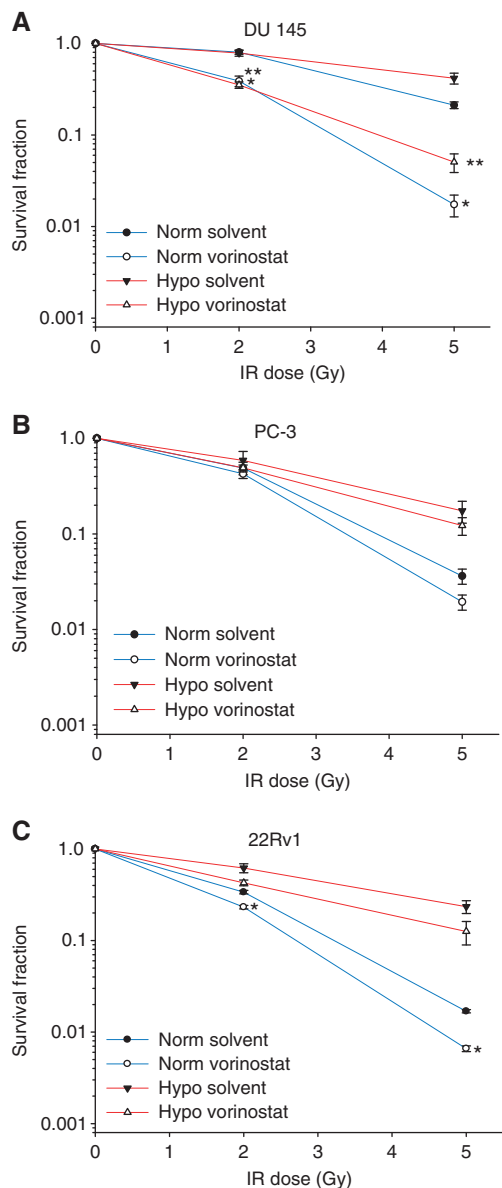 A
DU 145
1.0
0.1
0.01
0.001
Survival fraction
**
*
**
*
Norm solvent
Norm vorinostat
Hypo solvent
Hypo vorinostat
0 1 2 3 4 5
IR dose (Gy)
B
PC-3
1.0
0.1
0.01
0.001
Survival fraction
Norm solvent
Norm vorinostat
Hypo solvent
Hypo vorinostat
0 1 2 3 4 5
IR dose (Gy)
C
22Rv1
1.0
0.1
0.01
0.001
Survival fraction
*
*
Norm solvent
Norm vorinostat
Hypo solvent
Hypo vorinostat
0 1 2 3 4 5
IR dose (Gy)